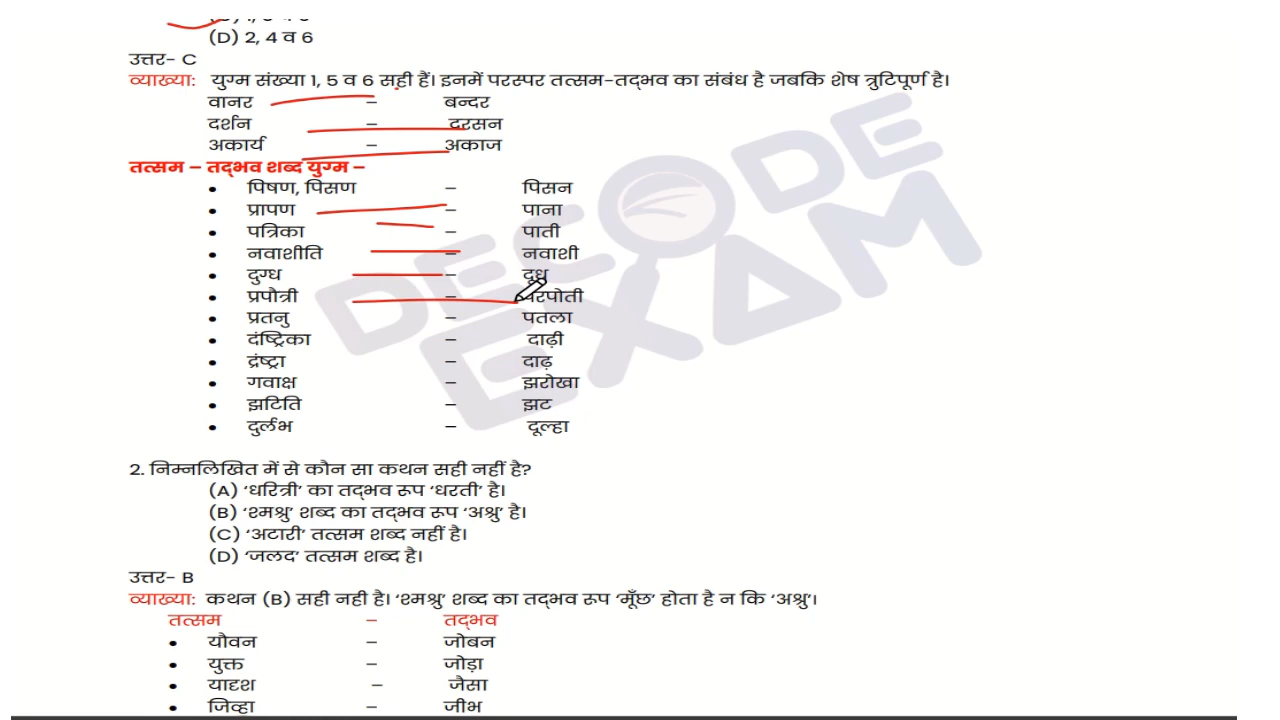 (D) 2, 4 व 6
उत्तर- C
व्याख्या: युग्म संख्या 1, 5 व 6 सही हैं। इनमें परस्पर तत्सम-तद्भव का संबंध है जबकि शेष त्रुटिपूर्ण है।
वानर – बन्दर
दर्शन – दरसन
अकार्य – अकाज
तत्सम – तद्भव शब्द युग्म –
• पिषण, पिसण – पिसन
• प्रापण – पाना
• पत्रिका – पाती
• नवाशीति – नवाशी
• दुग्ध – दूध
• प्रपौत्री – परपोती
• प्रतनु – पतला
• दंष्ट्रिका – दाढ़ी
• द्रंष्ट्रा – दाढ़
• गवाक्ष – झरोखा
• झटिति – झट
• दुर्लभ – दूल्हा
2. निम्नलिखित में से कौन सा कथन सही नहीं है?
(A) ‘धरित्री’ का तद्भव रूप ‘धरती’ है।
(B) ‘श्मश्रु’ शब्द का तद्भव रूप ‘अश्रु’ है।
(C) ‘अटारी’ तत्सम शब्द नहीं है।
(D) ‘जलद’ तत्सम शब्द है।
उत्तर- B
व्याख्या: कथन (B) सही नही है। ‘श्मश्रु’ शब्द का तद्भव रूप ‘मूँछ’ होता है न कि ‘अश्रु’।
तत्सम – तद्भव
• यौवन – जोबन
• युक्त – जोड़ा
• यादृश – जैसा
• जिव्हा – जीभ
DECODE
EXAM